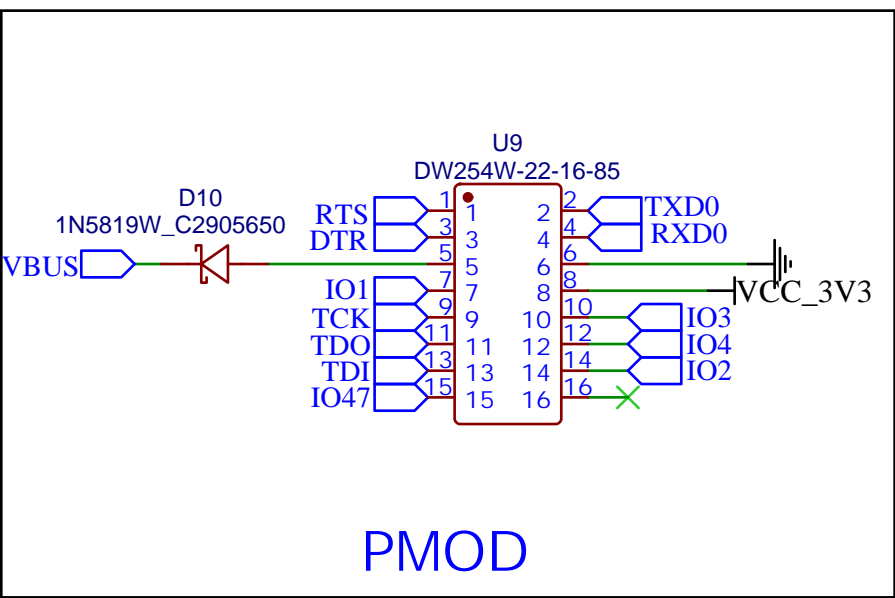 U9
DW254W-22-16-85
D10
1N5819W_C2905650
RTS 1 1 2 2 TXD0
DTR 3 3 4 4 RXD0
VBUS 5 5 6 6
IO1 7 7 8 8 VCC_3V3
TCK 9 9 10 10 IO3
TDO 11 11 12 12 IO4
TDI 13 13 14 14 IO2
IO47 15 15 16 16
PMOD